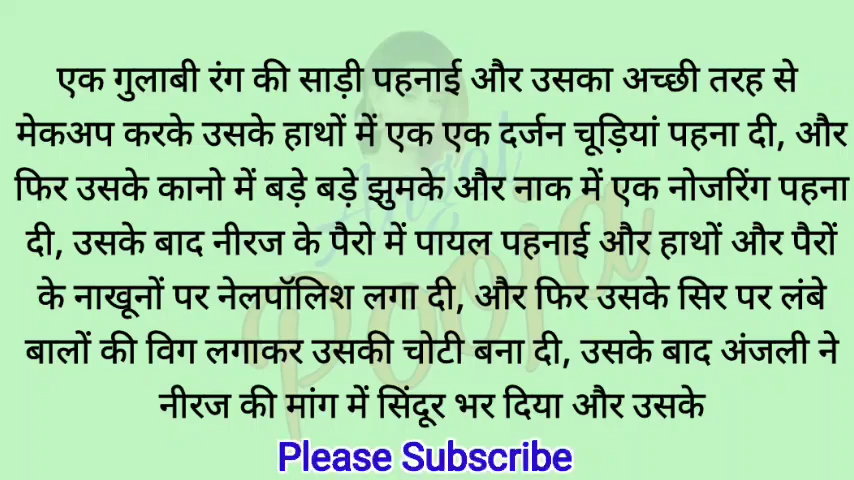 एक गुलाबी रंग की साड़ी पहनाई और उसका अच्छी तरह से
मेकअप करके उसके हाथों में एक एक दर्जन चूड़ियां पहना दी, और
फिर उसके कानो में बड़े बड़े झुमके और नाक में एक नोजरिंग पहना
दी, उसके बाद नीरज के पैरो में पायल पहनाई और हाथों और पैरों
के नाखूनों पर नेलपॉलिश लगा दी, और फिर उसके सिर पर लंबे
बालों की विग लगाकर उसकी चोटी बना दी, उसके बाद अंजली ने
नीरज की मांग में सिंदूर भर दिया और उसके
Pooja
Please Subscribe